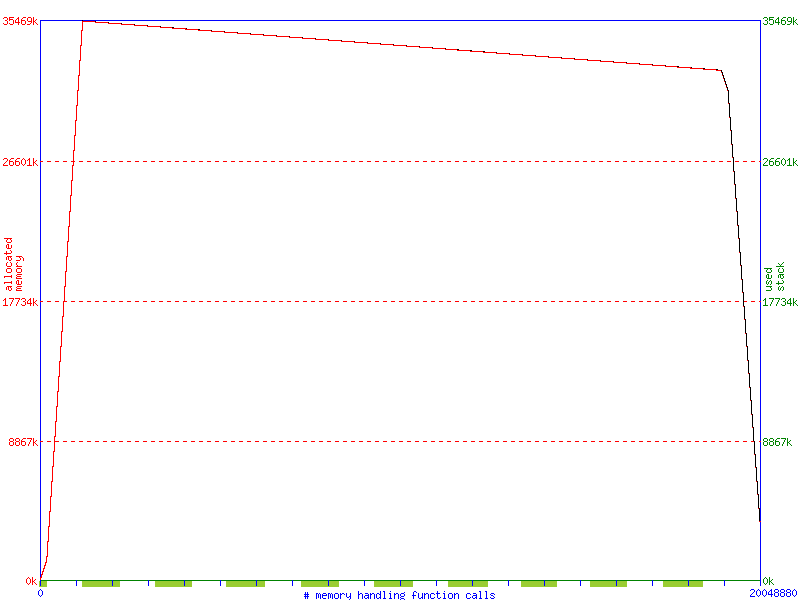 35469k
35469k
26601k
26601k
allocated
memory
used
stack
17734k
17734k
8867k
8867k
0k
0k
0
20048880
# memory handling function calls